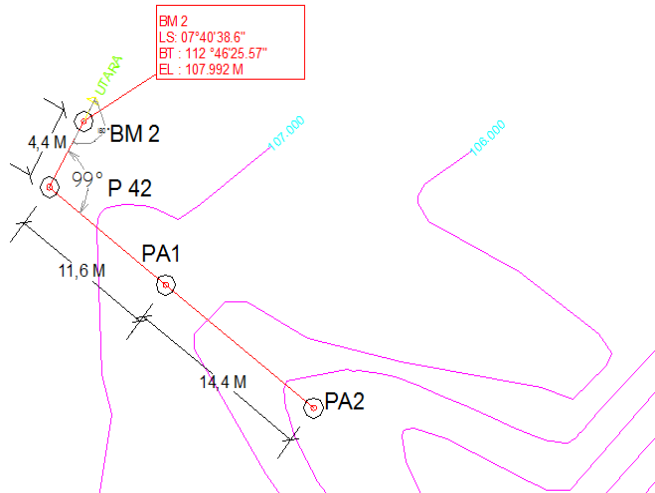 BM 2
LS: 07°40'38.6"
BT : 112 °46'25.57"
EL : 107.992 M
UTARA
BM 2
4,4 M
99°
P 42
107.000
106.000
PA1
11,6 M
14,4 M
PA2